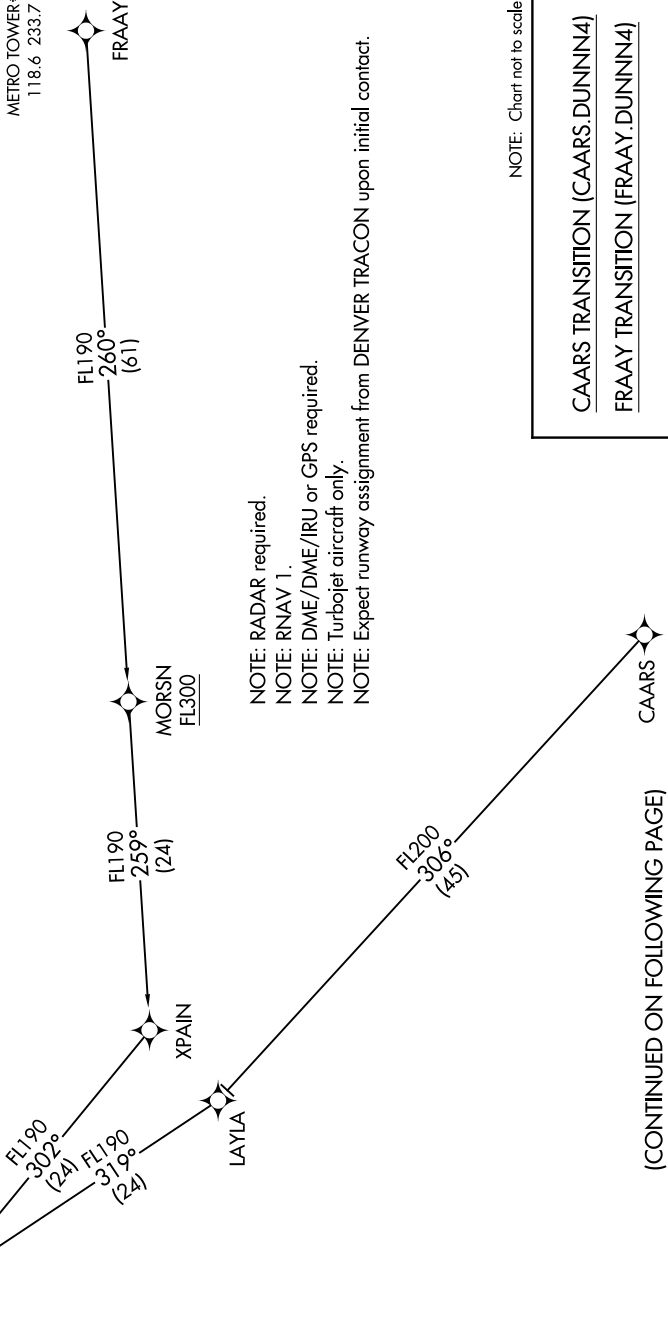 METRO TOWER
118.6 233.7
FRAAY
FL190
260°
(61)
MORSN
FL300
FL190
259°
(24)
XPAIN
FL190
302°
(24)
FL190
319°
(24)
LAYLA
FL200
306°
(45)
CAARS
NOTE: RADAR required.
NOTE: RNAV 1.
NOTE: DME/DME/IRU or GPS required.
NOTE: Turbojet aircraft only.
NOTE: Expect runway assignment from DENVER TRACON upon initial contact.
NOTE: Chart not to scale
CAARS TRANSITION (CAARS.DUNNN4)
FRAAY TRANSITION (FRAAY.DUNNN4)
(CONTINUED ON FOLLOWING PAGE)